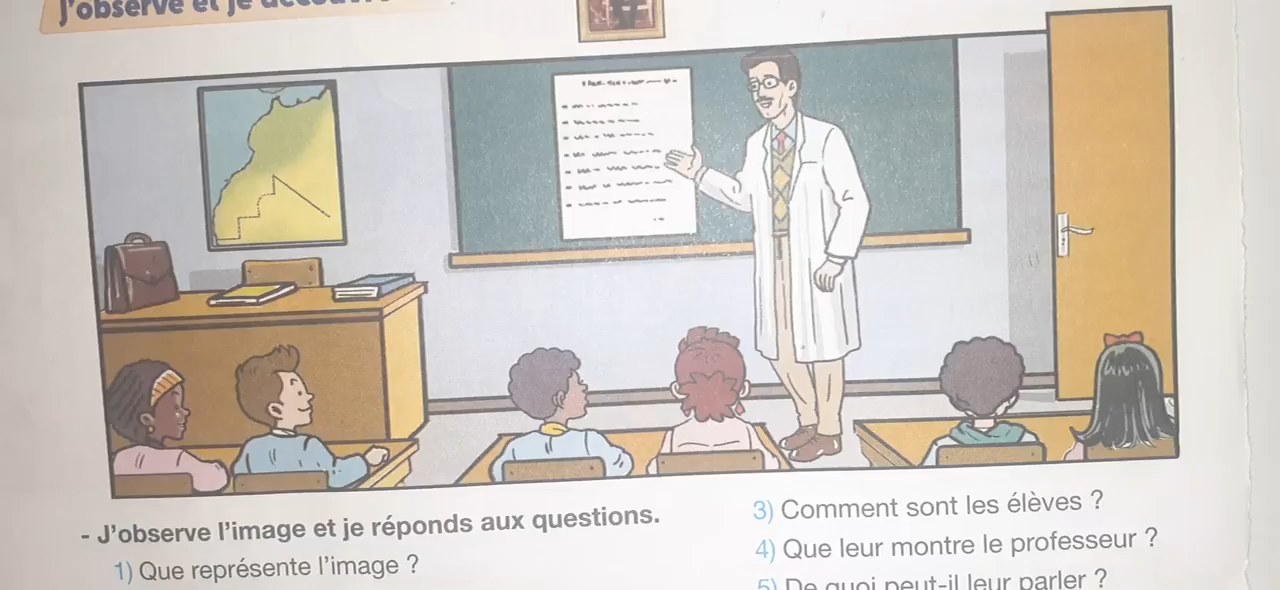 J'observe et je
- J'observe l'image et je réponds aux questions.
1) Que représente l'image ?
3) Comment sont les élèves ?
4) Que leur montre le professeur ?
5) De quoi peut-il leur parler ?